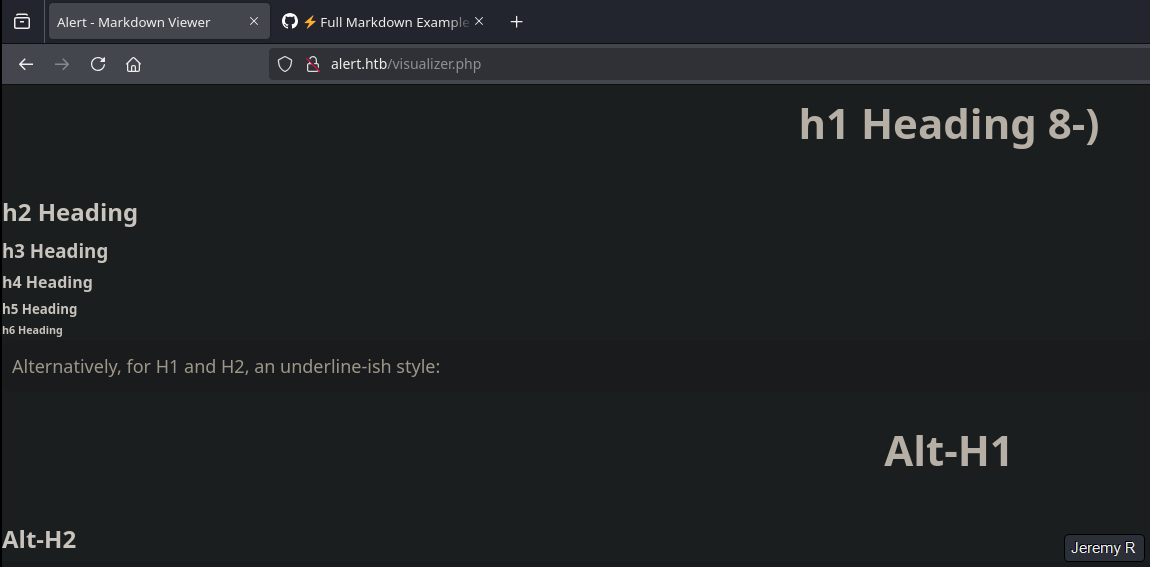 Alert - Markdown Viewer
⚡Full Markdown Example
alert.htb/visualizer.php
h1 Heading 8-)
h2 Heading
h3 Heading
h4 Heading
h5 Heading
h6 Heading
Alternatively, for H1 and H2, an underline-ish style:
Alt-H1
Alt-H2
Jeremy R